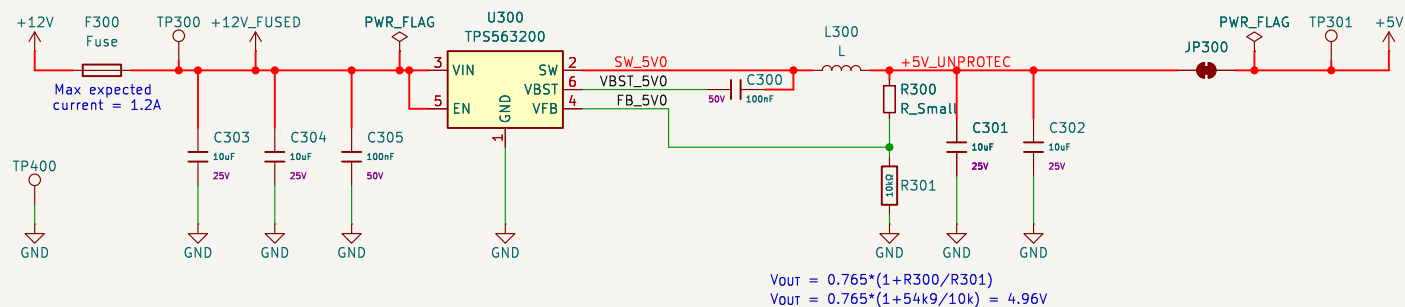 +12V
F300
Fuse
TP300
+12V_FUSED
PWR_FLAG
U300
TPS563200
L300
L
PWR_FLAG
TP301
+5V
JP300
3
VIN
5
EN
GND
1
SW
2
VBST
6
VFB
4
SW_5V0
VBST_5V0
FB_5V0
C300
50V
100nF
+5V_UNPROTEC
R300
R_Small
Max expected
current = 1.2A
C303
10uF
25V
C304
10uF
25V
C305
100nF
50V
C301
10uF
25V
C302
10uF
25V
TP400
10kΩ
R301
GND
GND
GND
GND
GND
GND
GND
GND
VOUT = 0.765*(1+R300/R301)
VOUT = 0.765*(1+54k9/10k) = 4.96V